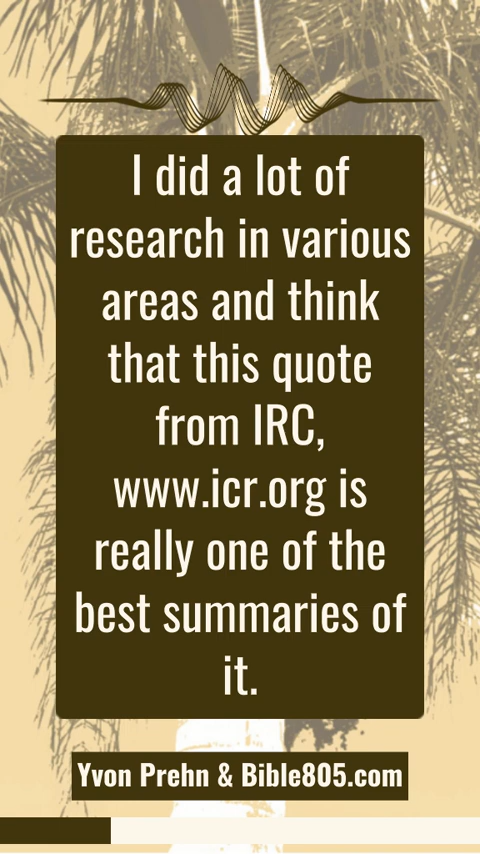 I did a lot of
research in various
areas and think
that this quote
from IRC,
www.icr.org is
really one of the
best summaries of
it.
Yvon Prehn & Bible805.com